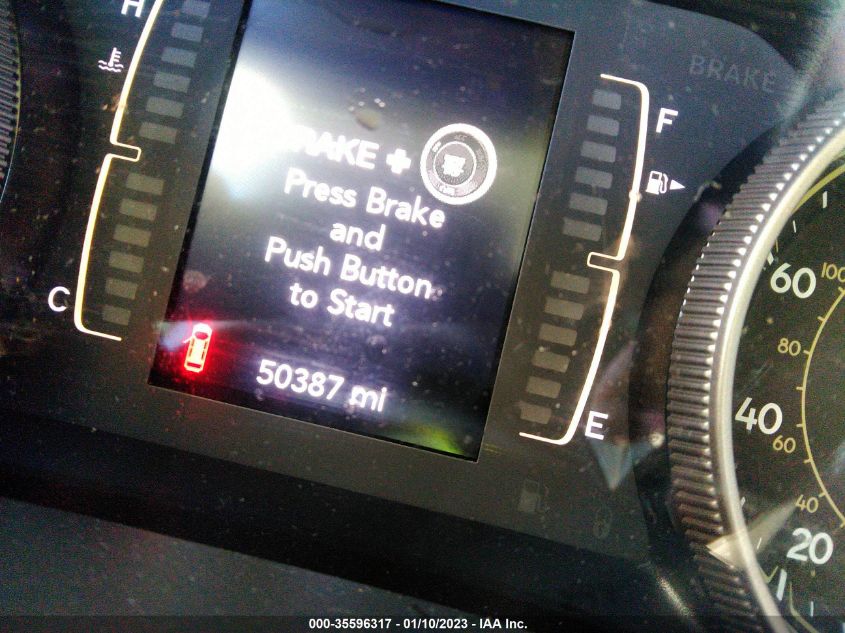 H
BRAKE
BRAKE +
F
Press Brake
and
Push Button
to Start
C
50387 mi
E
60
100
80
40
60
40
20
000-35596317 - 01/10/2023 - IAA Inc.